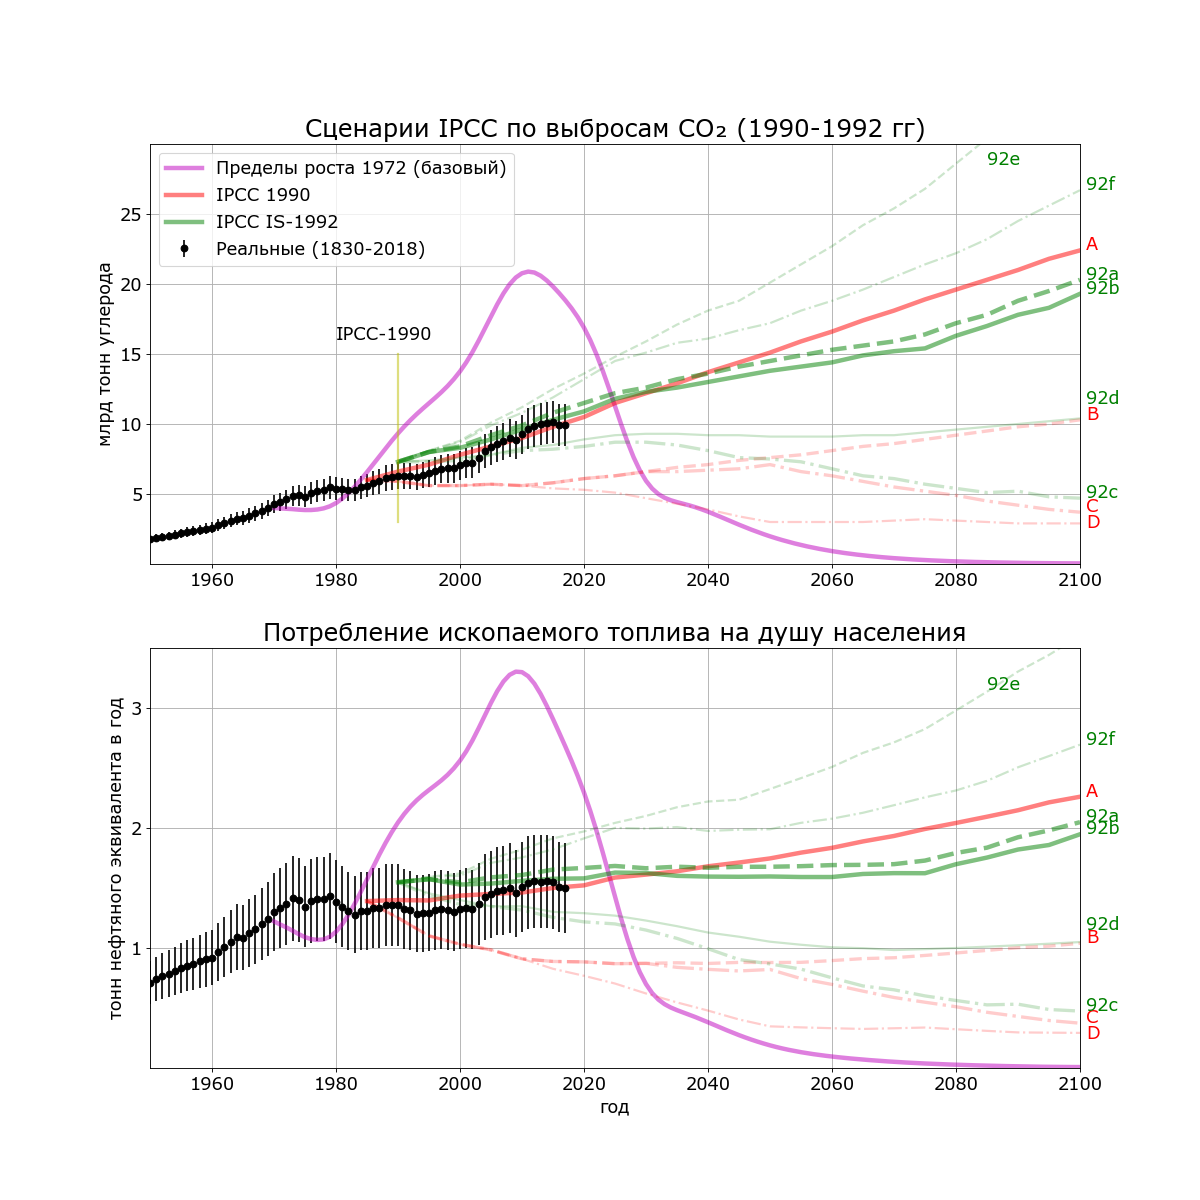 Сценарии IPCC по выбросам CO₂ (1990-1992 гг)
млрд тонн углерода
Пределы роста 1972 (базовый)
IPCC 1990
IPCC IS-1992
Реальные (1830-2018)
IPCC-1990
25
20
15
10
5
92e
92f
A
92a
92b
92d
B
92c
C
D
1960 1980 2000 2020 2040 2060 2080 2100
Потребление ископаемого топлива на душу населения
тонн нефтяного эквивалента в год
3
2
1
92e
92f
A
92a
92b
92d
B
92c
C
D
1960 1980 2000 2020 2040 2060 2080 2100
год